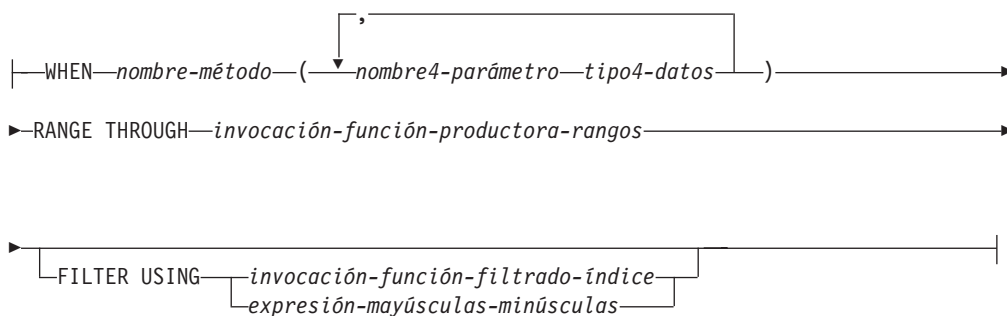 ,
WHEN nombre-método ( nombre4-parámetro tipo4-datos )
RANGE THROUGH invocación-función-productora-rangos
FILTER USING invocación-función-filtrado-índice
expresión-mayúsculas-minúsculas